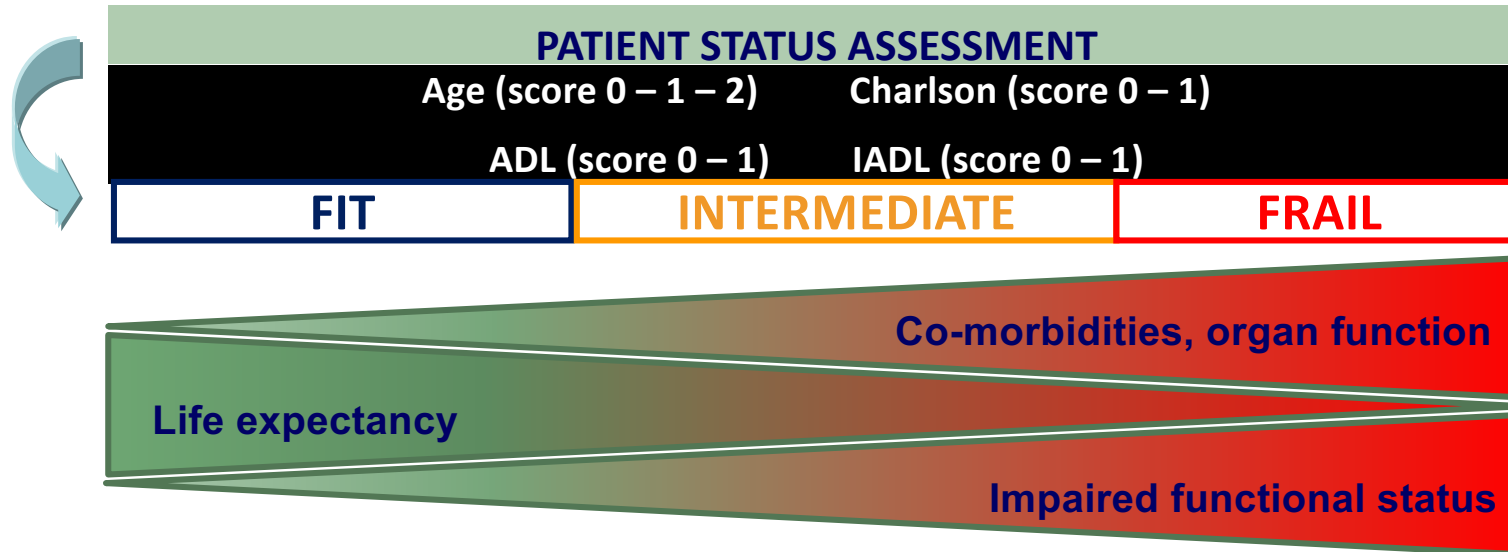 PATIENT STATUS ASSESSMENT
Age (score 0 – 1 – 2) Charlson (score 0 – 1)
ADL (score 0 – 1) IADL (score 0 – 1)
FIT INTERMEDIATE FRAIL
Co-morbidities, organ function
Life expectancy
Impaired functional status